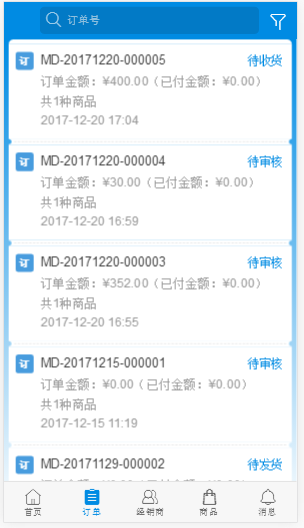 订单号
订 MD-20171220-000005 待收货
订单金额：¥400.00（已付金额：¥0.00）
共1种商品
2017-12-20 17:04
订 MD-20171220-000004 待审核
订单金额：¥30.00（已付金额：¥0.00）
共1种商品
2017-12-20 16:59
订 MD-20171220-000003 待审核
订单金额：¥352.00（已付金额：¥0.00）
共1种商品
2017-12-20 16:55
订 MD-20171215-000001 待审核
订单金额：¥0.00（已付金额：¥0.00）
共1种商品
2017-12-15 11:19
订 MD-20171129-000002 待发货
首页 订单 经销商 商品 消息